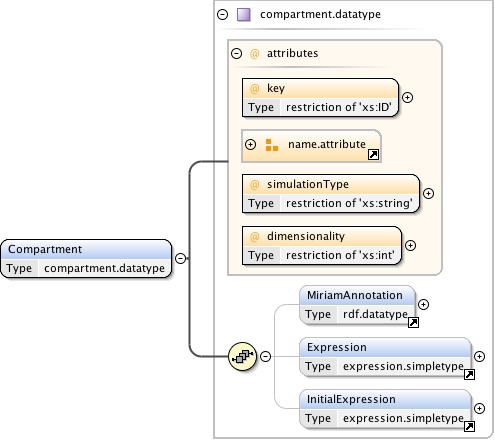 compartment.datatype
@ attributes
@ key
Type restriction of 'xs:ID'
name.attribute
@ simulationType
Type restriction of 'xs:string'
@ dimensionality
Type restriction of 'xs:int'
Compartment
Type compartment.datatype
MiriamAnnotation
Type rdf.datatype
Expression
Type expression.simpletype
InitialExpression
Type expression.simpletype